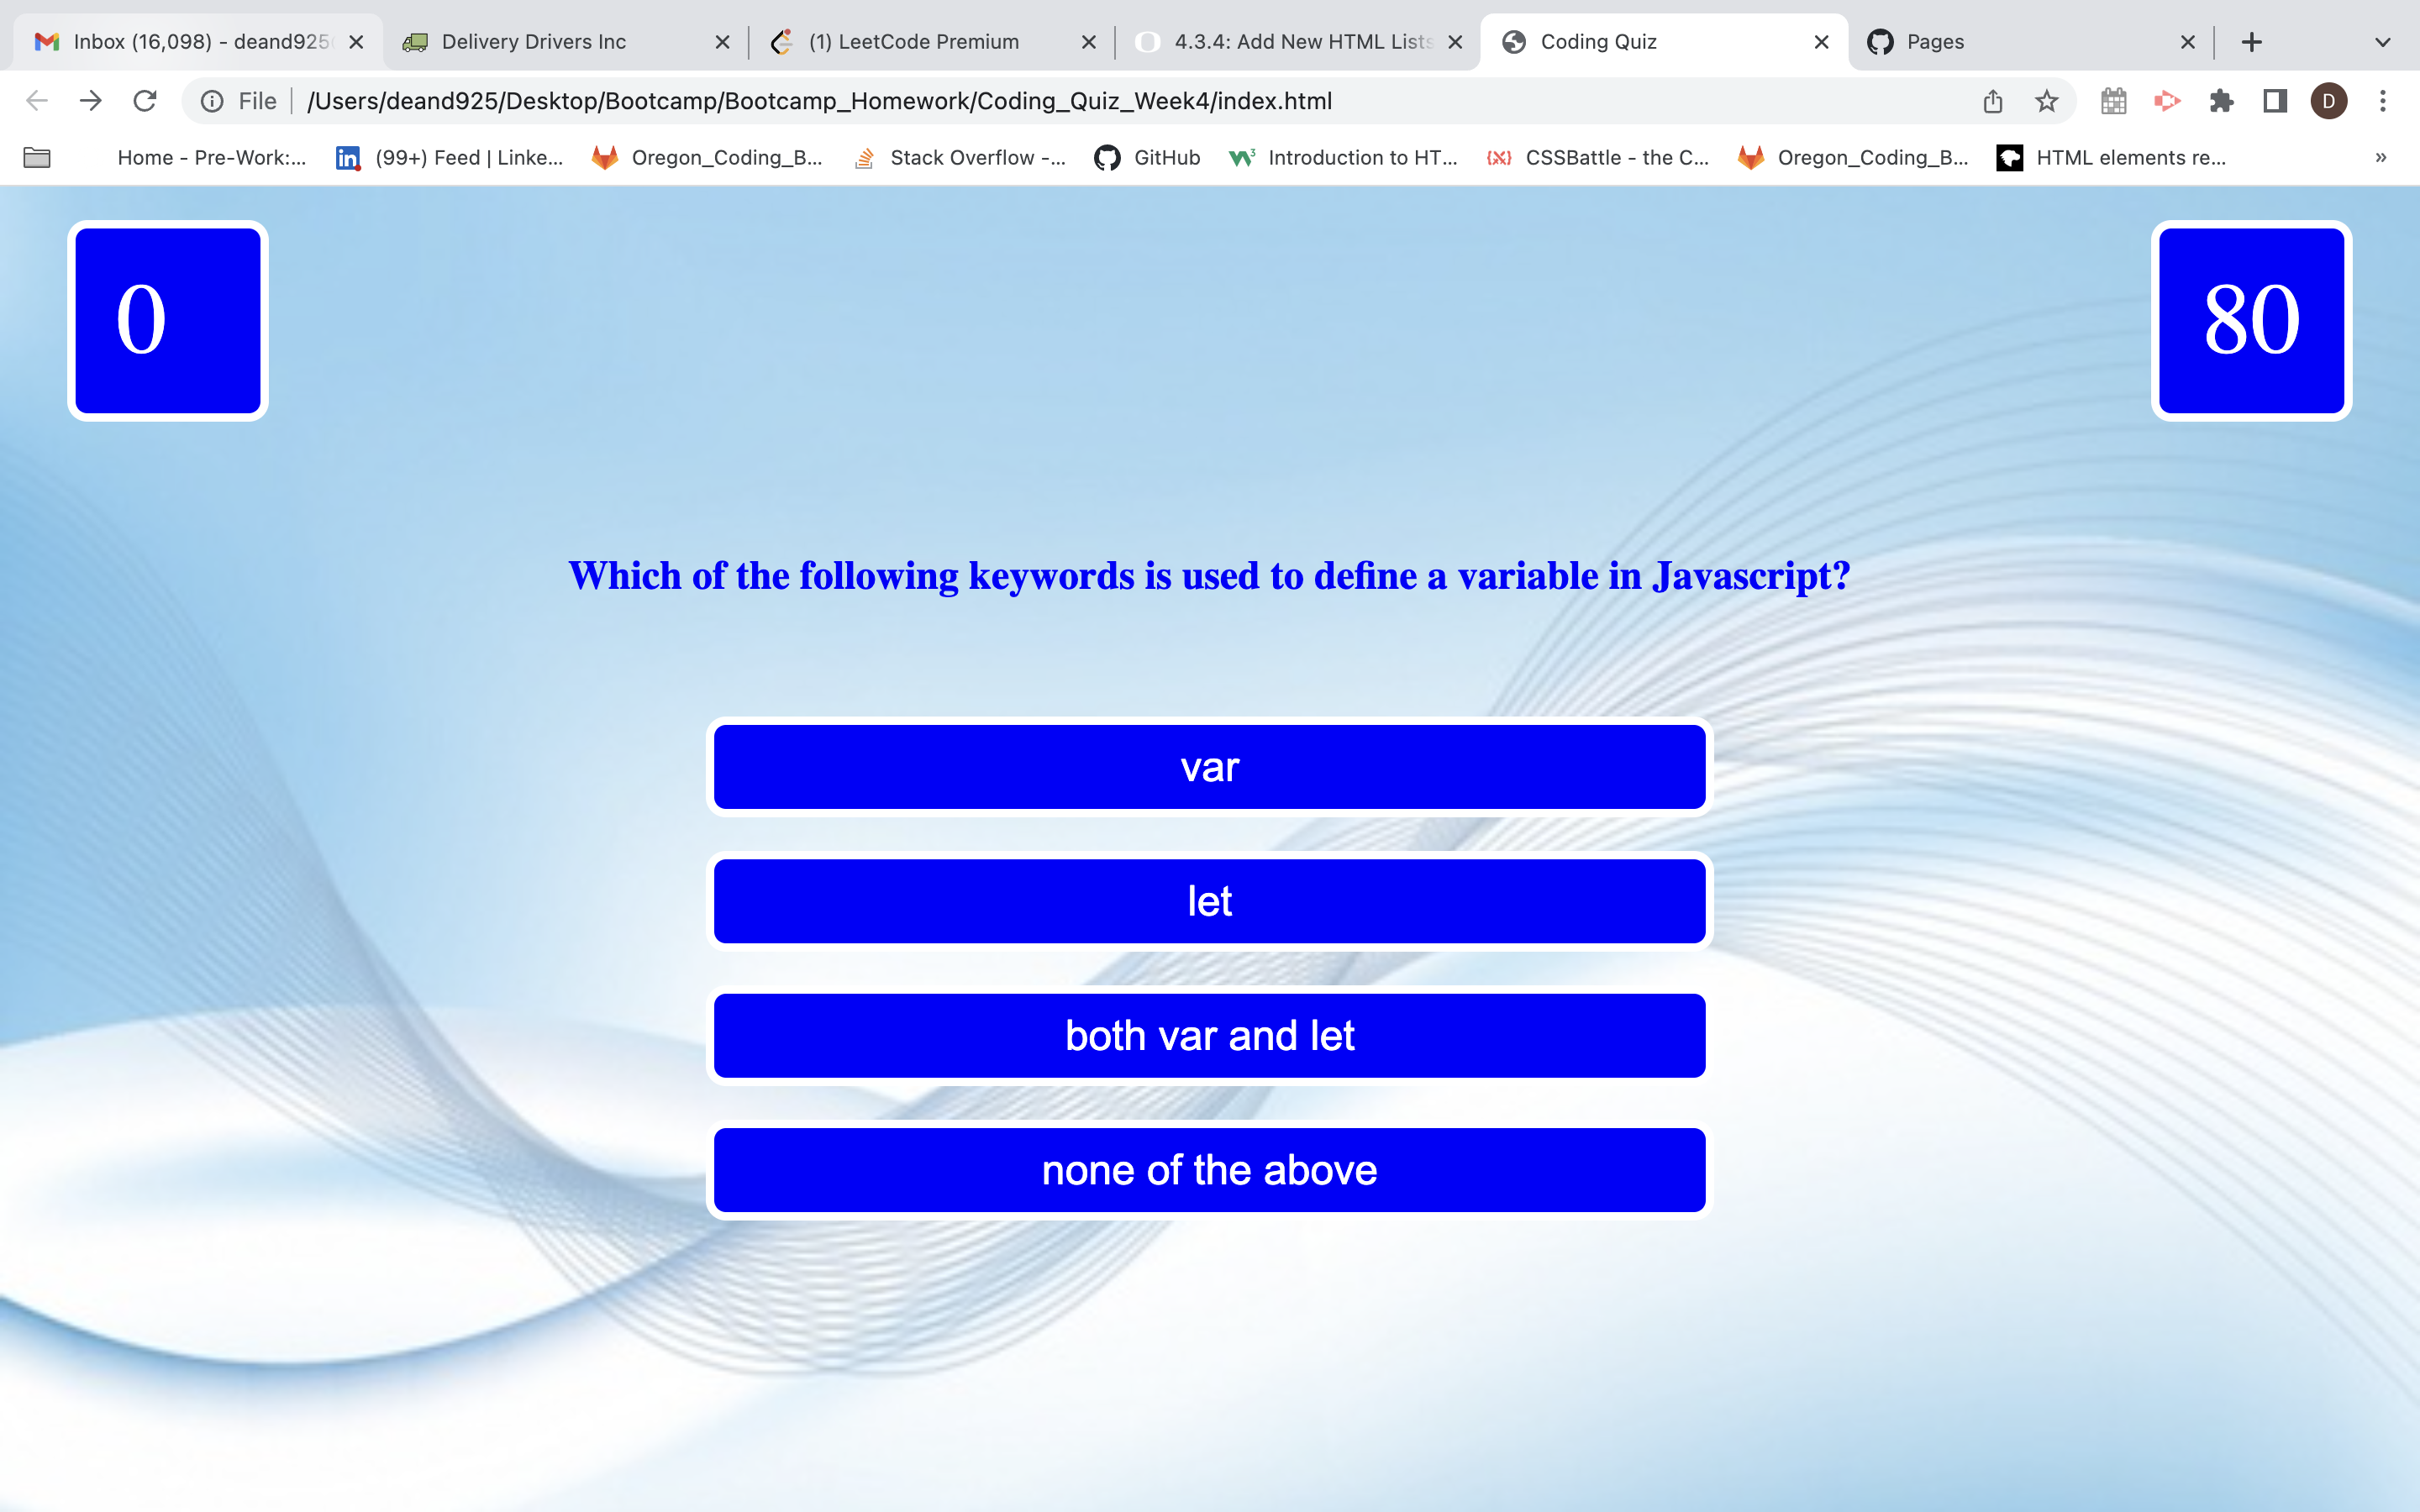 Inbox (16,098) - deand925
Delivery Drivers Inc
(1) LeetCode Premium
4.3.4: Add New HTML Lists
Coding Quiz
Pages
File
/Users/deand925/Desktop/Bootcamp/Bootcamp_Homework/Coding_Quiz_Week4/index.html
D
Home - Pre-Work:...
in
(99+) Feed | Linke...
Oregon_Coding_B...
Stack Overflow -...
GitHub
Introduction to HT...
CSSBattle - the C...
Oregon_Coding_B...
HTML elements re...
»
0
80
Which of the following keywords is used to define a variable in Javascript?
var
let
both var and let
none of the above